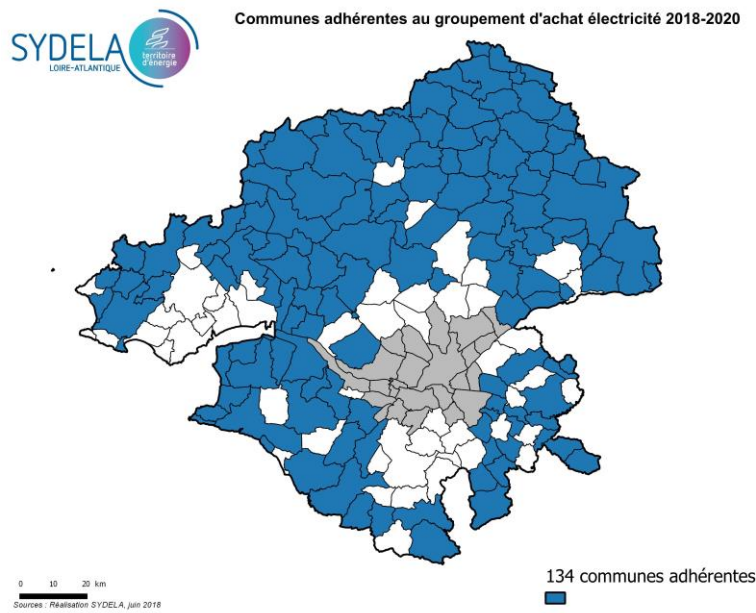 Communes adhérentes au groupement d'achat électricité 2018-2020
SYDELA
LOIRE-ATLANTIQUE
territoire
d'énergie
134 communes adhérentes
0 10 20 km
Sources : Réalisation SYDELA, juin 2018